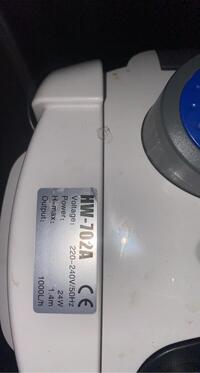 HW-702A CE
Voltage: 220-240V/50Hz
Power: 24W
H-max: 1.4m
Output: 1000L/h